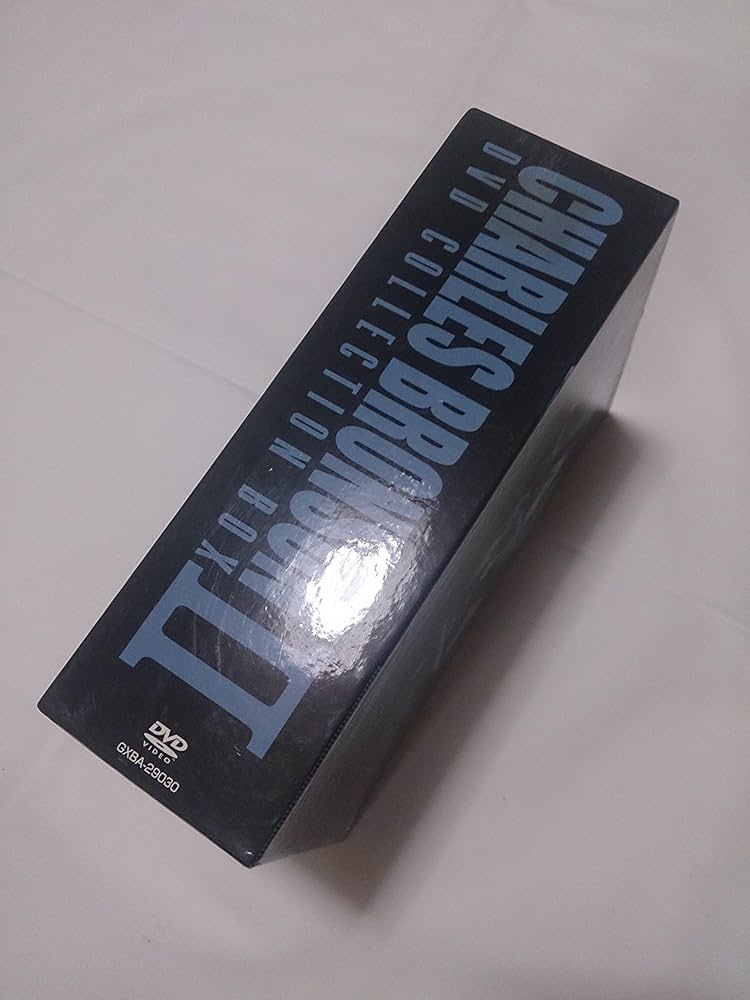 CHARLES BRONSON
DVD COLLECTION BOX
II
DVD
VIDEO
GXBA-29030